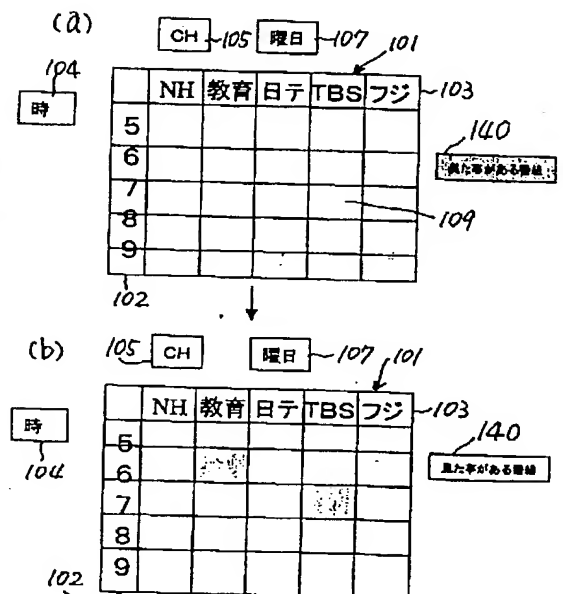 (a)
CH 105 曜日 107 101
104
時
NH 教育 日テ TBS フジ 103
5
6
7
8
9
140
見た事がある番組
109
102
(b)
105 CH 曜日 107 101
時
104
NH 教育 日テ TBS フジ 103
5
6
7
8
9
140
見た事がある番組
102